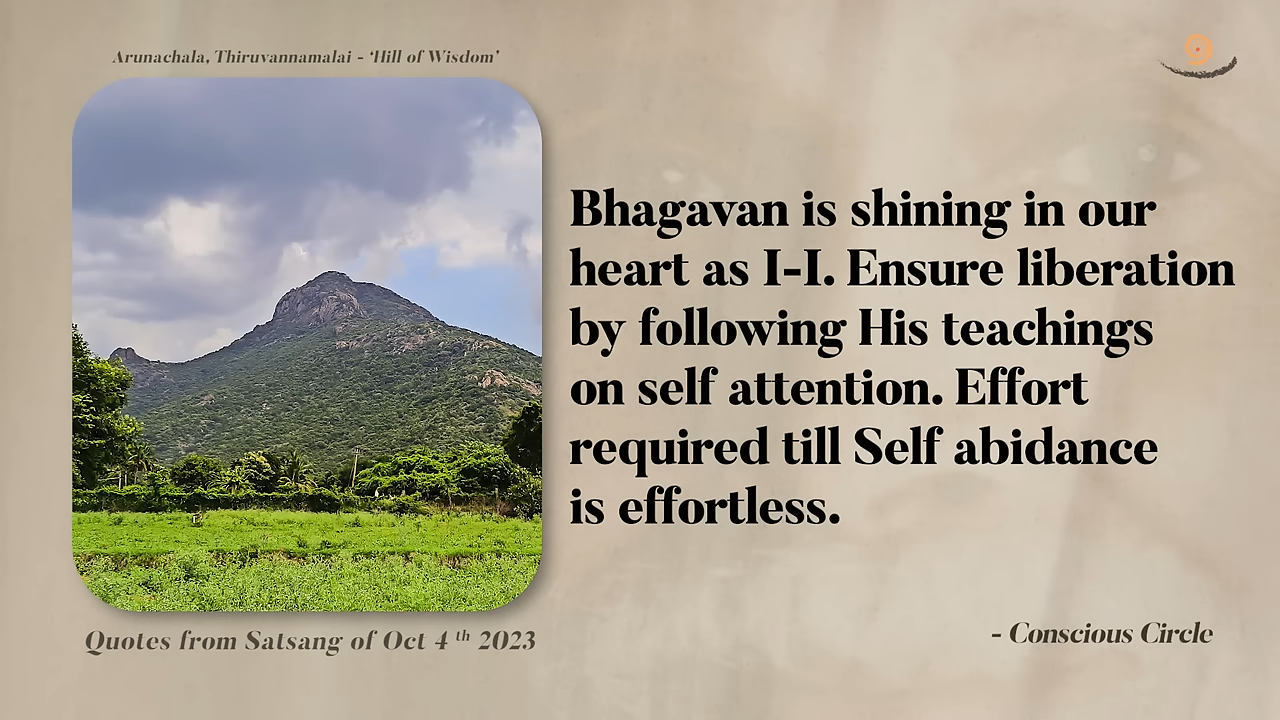 Arunachala, Thiruvannamalai - ‘Hill of Wisdom’
Bhagavan is shining in our
heart as I-I. Ensure liberation
by following His teachings
on self attention. Effort
required till Self abidance
is effortless.
Quotes from Satsang of Oct 4 th 2023
- Conscious Circle